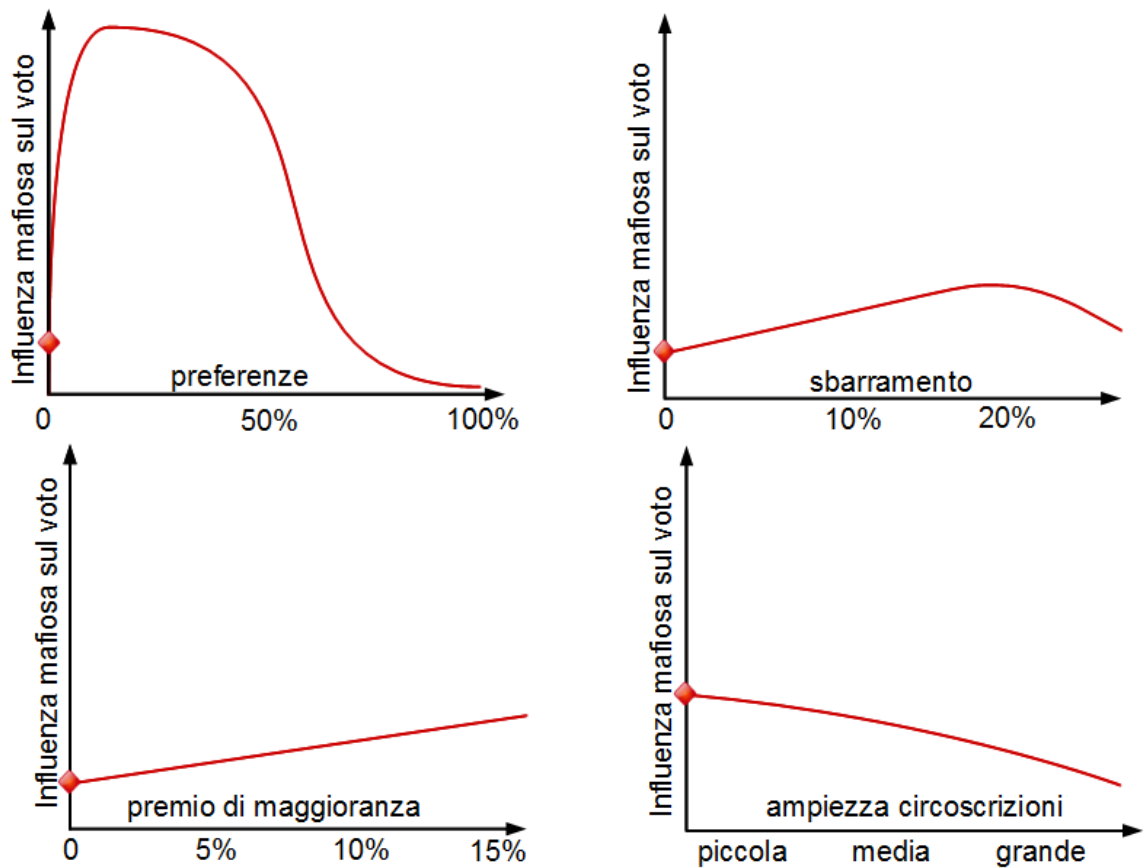 Influenza mafiosa sul voto
preferenze
0 50% 100%
Influenza mafiosa sul voto
sbarramento
0 10% 20%
Influenza mafiosa sul voto
premio di maggioranza
0 5% 10% 15%
Influenza mafiosa sul voto
ampiezza circoscrizioni
piccola media grande